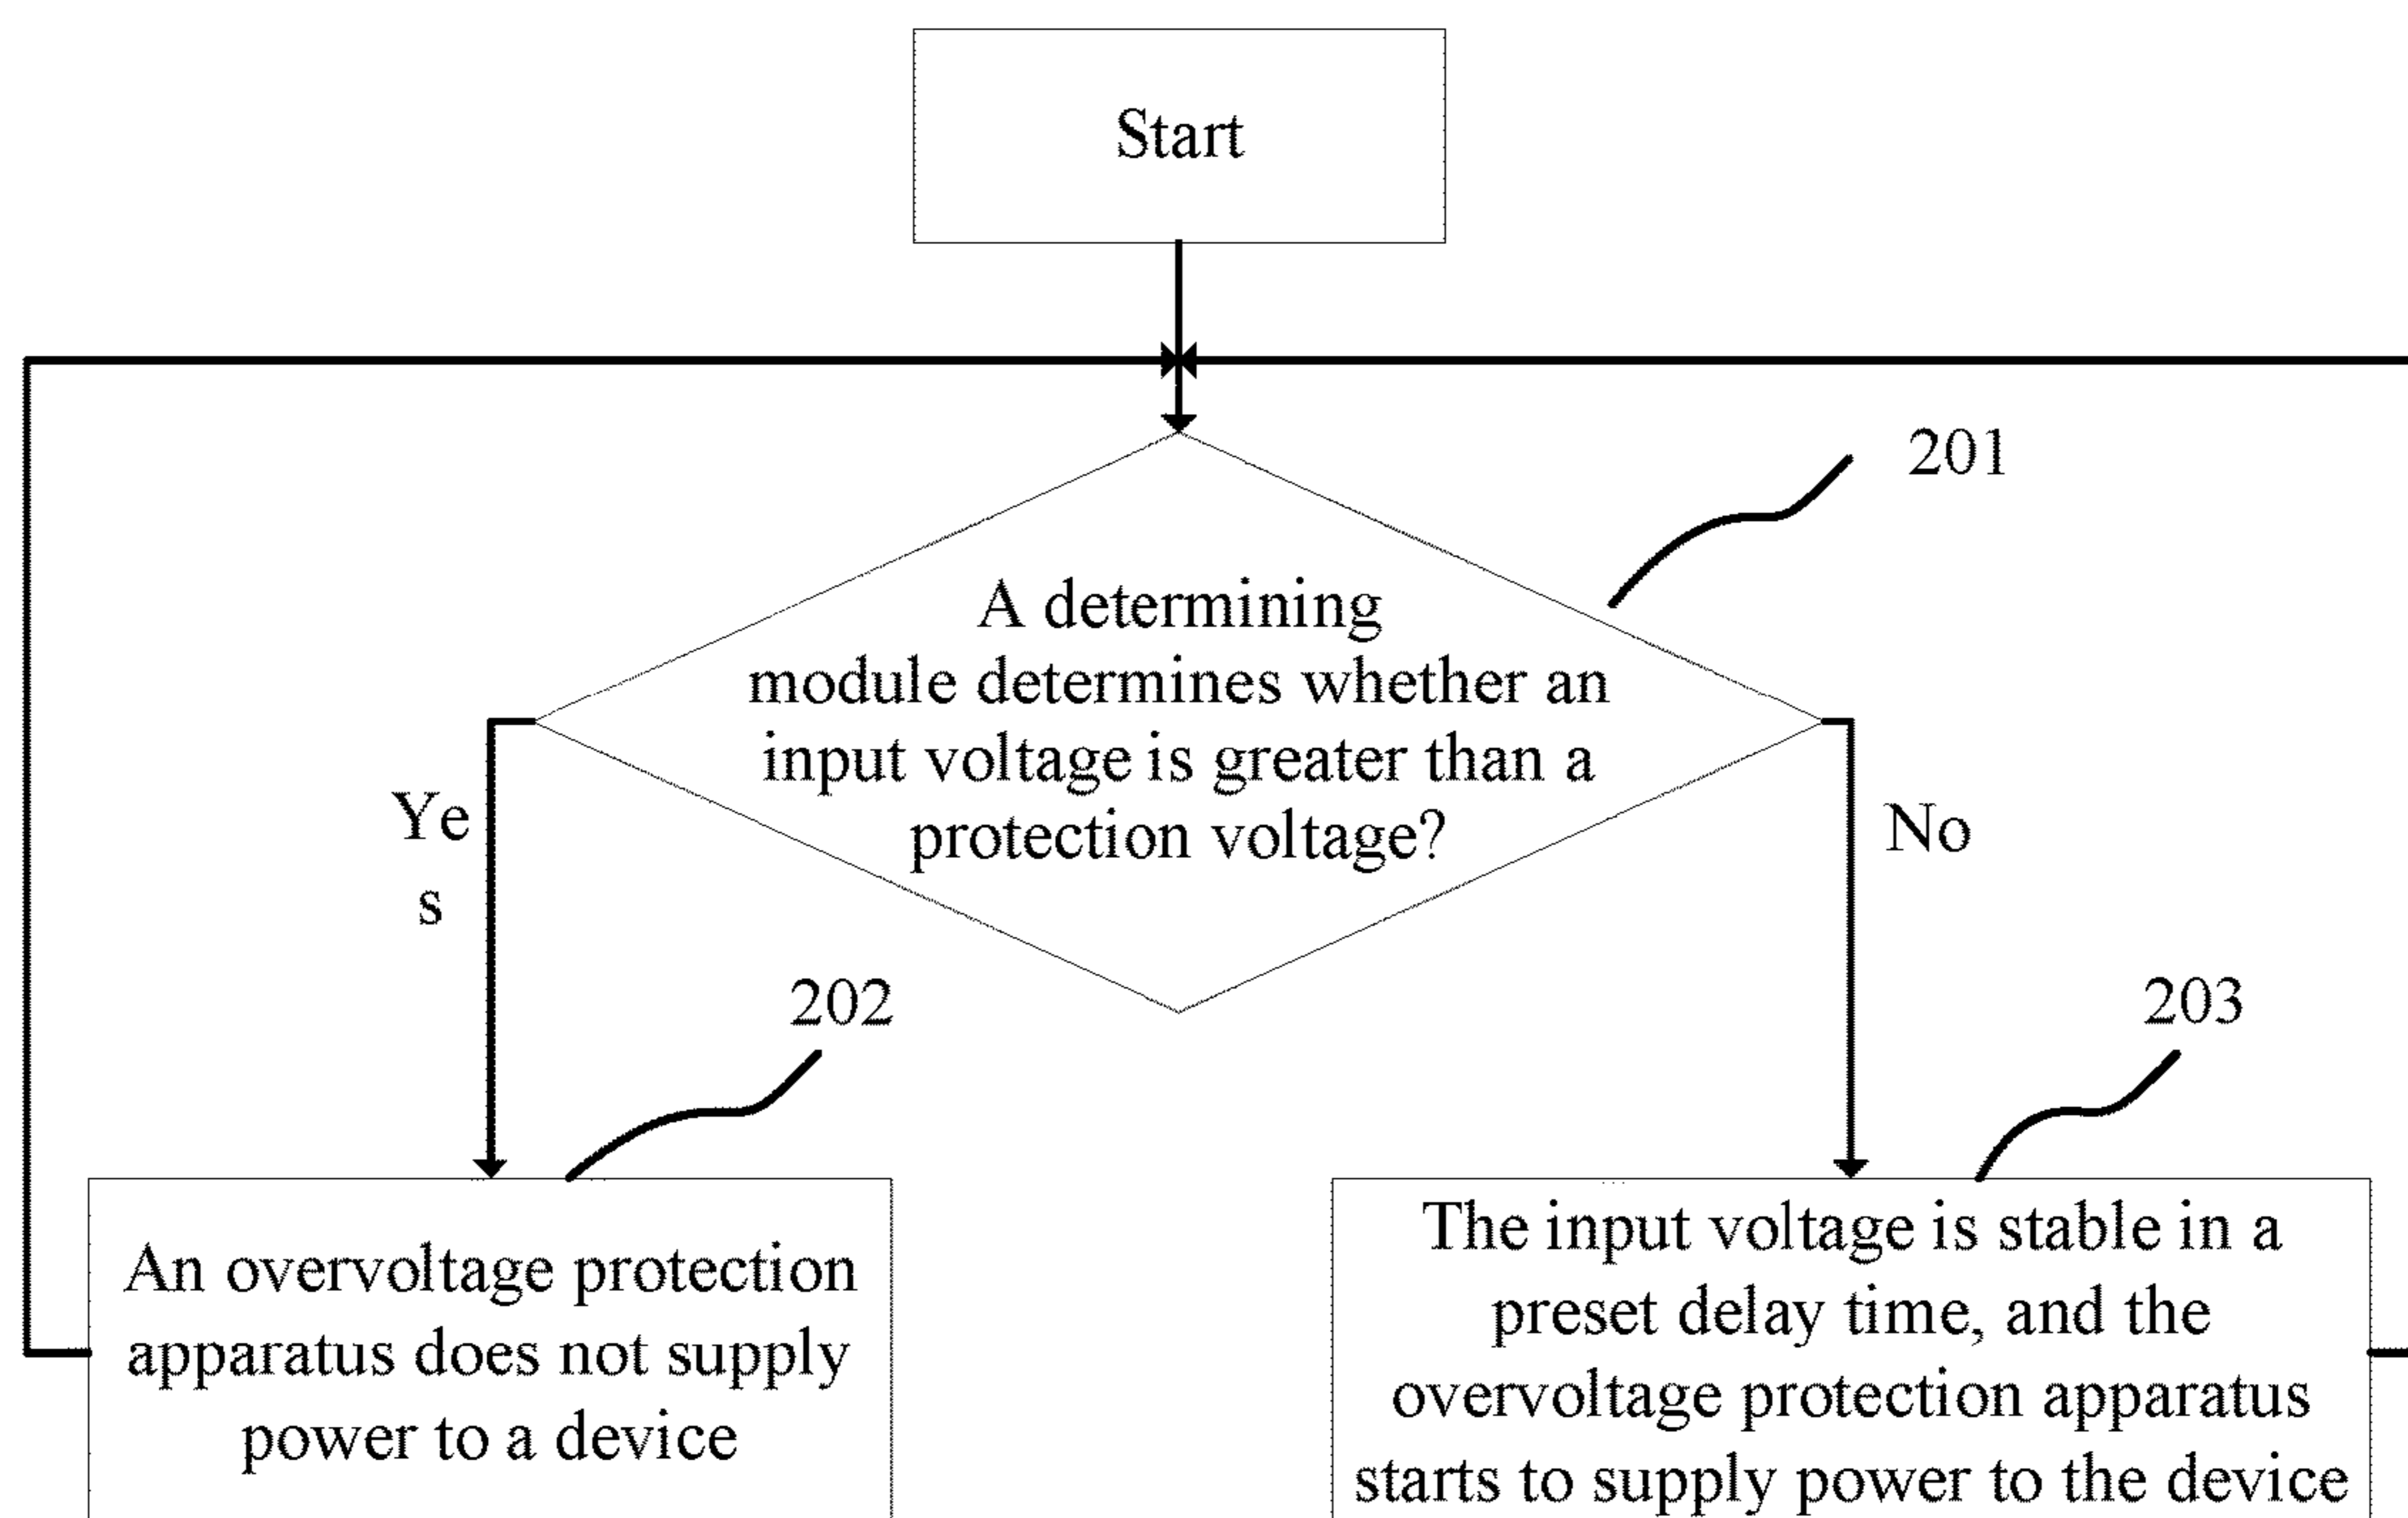 Start
201
A determining
module determines whether an
input voltage is greater than a
protection voltage?
Ye
s
No
202
203
An overvoltage protection
apparatus does not supply
power to a device
The input voltage is stable in a
preset delay time, and the
overvoltage protection apparatus
starts to supply power to the device